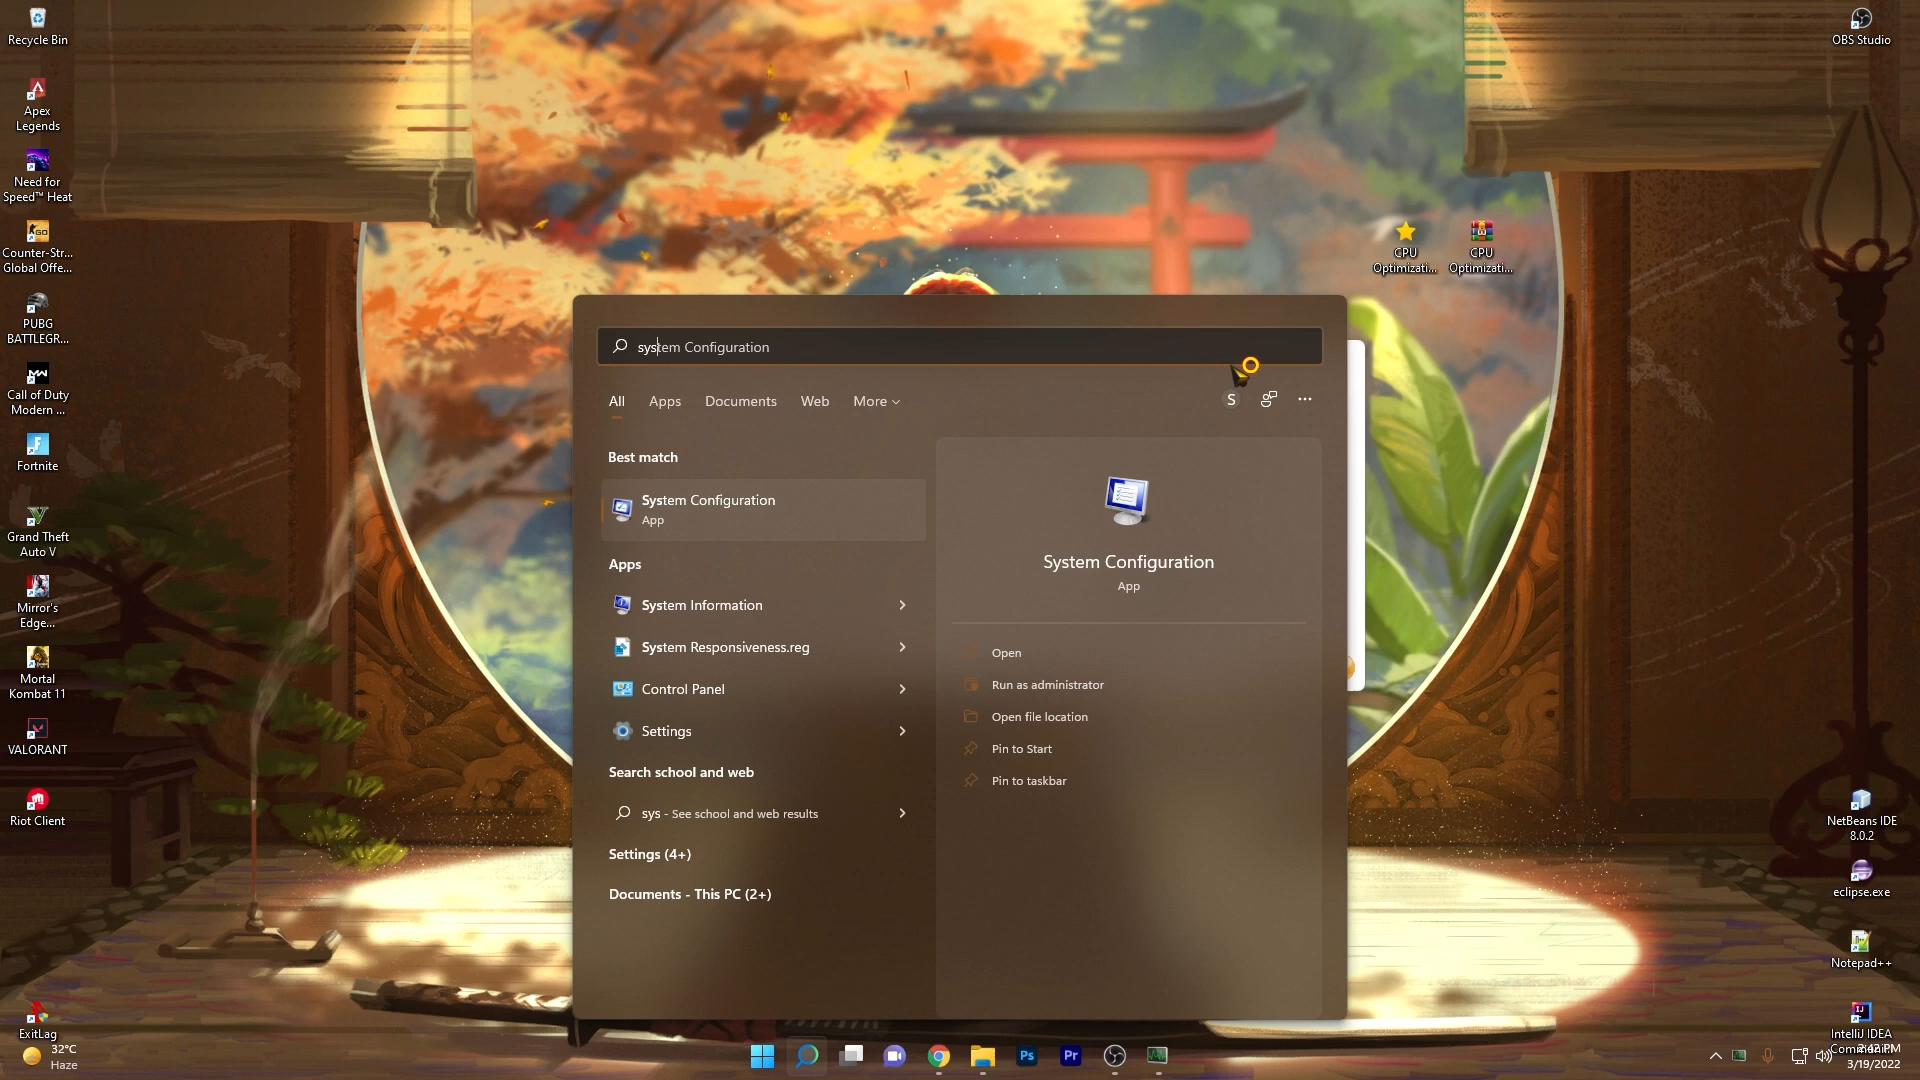 Recycle Bin
Apex
Legends
Need for
Speed™ Heat
Counter-Str...
Global Offe...
PUBG
BATTLEGR...
Call of Duty
Modern ...
Fortnite
Grand Theft
Auto V
Mirror's
Edge...
Mortal
Kombat 11
VALORANT
Riot Client
ExitLag
32°C
Haze
system Configuration
All Apps Documents Web More
S
Best match
System Configuration
App
Apps
System Information
System Responsiveness.reg
Control Panel
Settings
Search school and web
sys - See school and web results
Settings (4+)
Documents - This PC (2+)
System Configuration
App
Open
Run as administrator
Open file location
Pin to Start
Pin to taskbar
CPU
Optimizati...
CPU
Optimizati...
OBS Studio
NetBeans IDE
8.0.2
eclipse.exe
Notepad++
IntelliJ IDEA
2:42 PM
3/19/2022
Ps
Pr